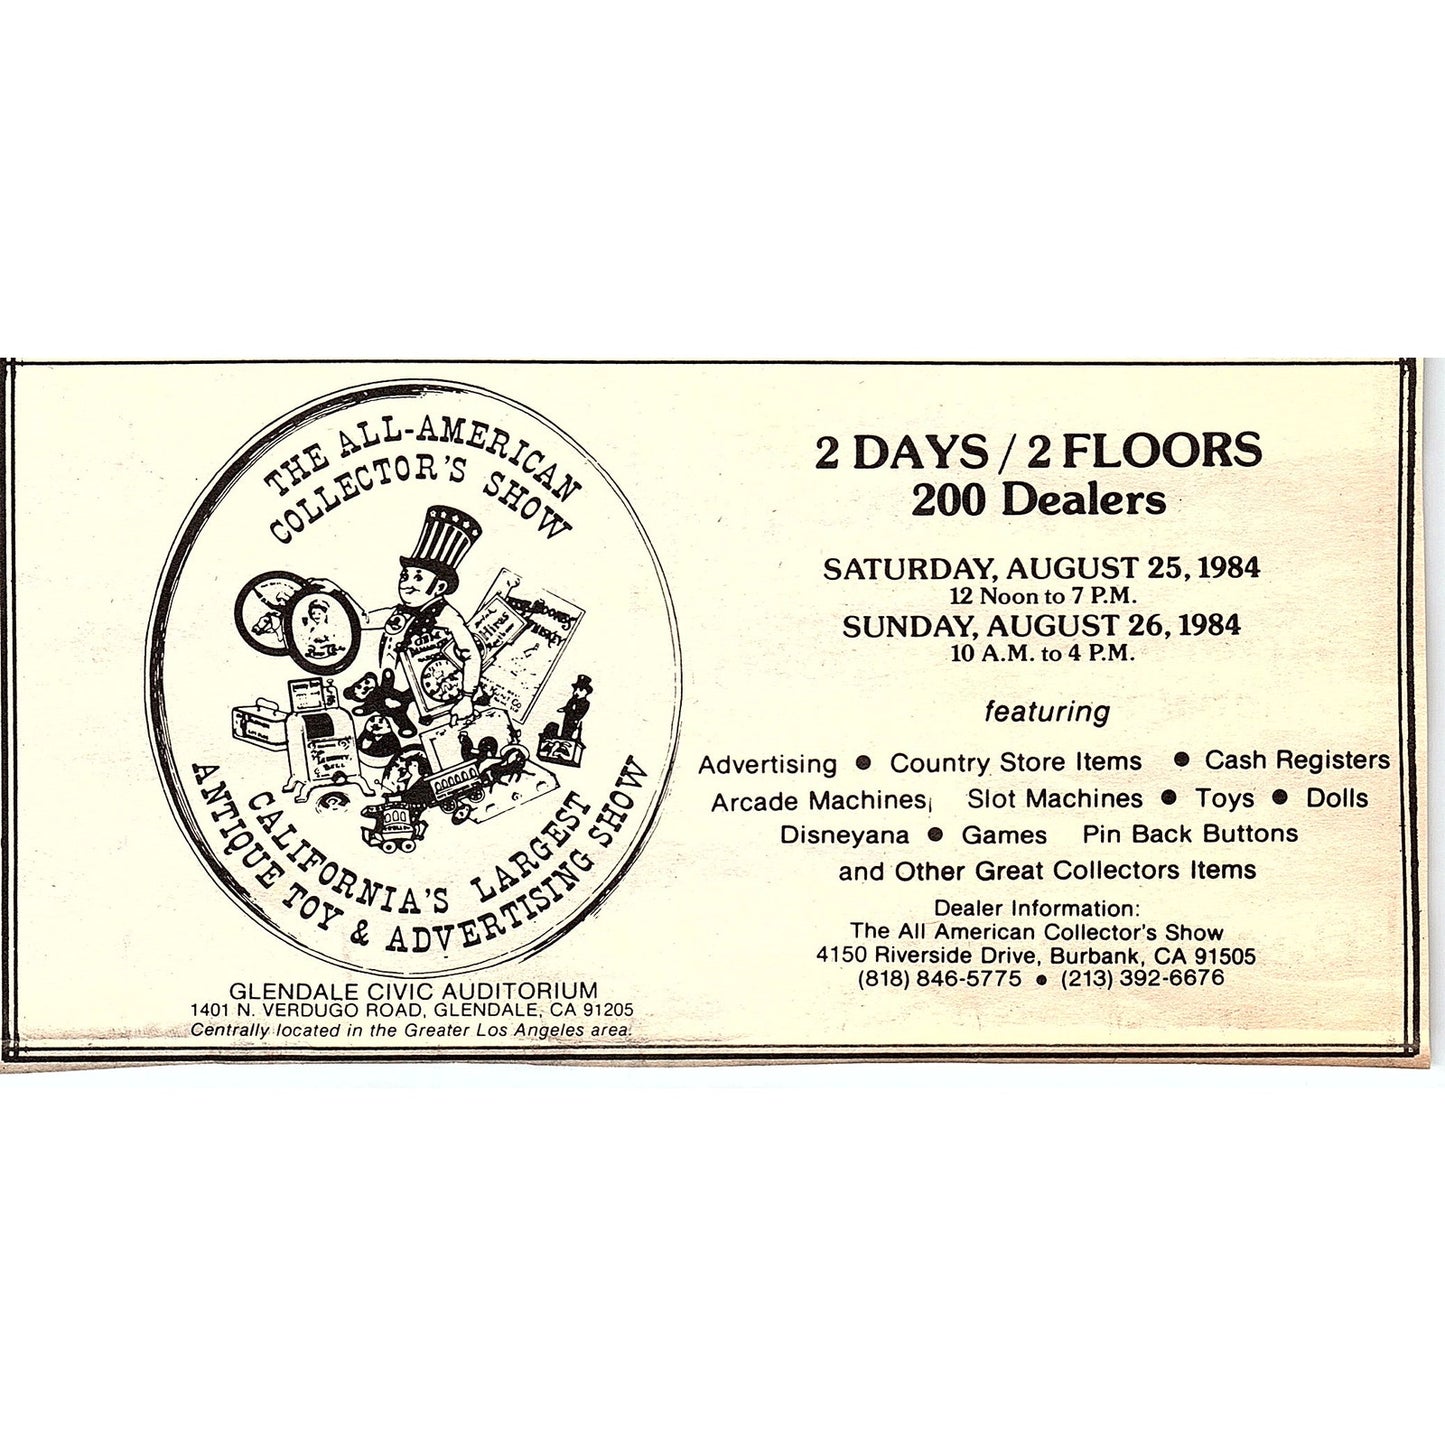 THE ALL-AMERICAN
COLLECTOR'S SHOW
CALIFORNIA'S LARGEST
ANTIQUE TOY & ADVERTISING SHOW
GLENDALE CIVIC AUDITORIUM
1401 N. VERDUGO ROAD, GLENDALE, CA 91205
Centrally located in the Greater Los Angeles area.
2 DAYS / 2 FLOORS
200 Dealers
SATURDAY, AUGUST 25, 1984
12 Noon to 7 P.M.
SUNDAY, AUGUST 26, 1984
10 A.M. to 4 P.M.
featuring
Advertising ● Country Store Items ● Cash Registers
Arcade Machines Slot Machines ● Toys ● Dolls
Disneyana ● Games Pin Back Buttons
and Other Great Collectors Items
Dealer Information:
The All American Collector's Show
4150 Riverside Drive, Burbank, CA 91505
(818) 846-5775 ● (213) 392-6676
Hires
BELL